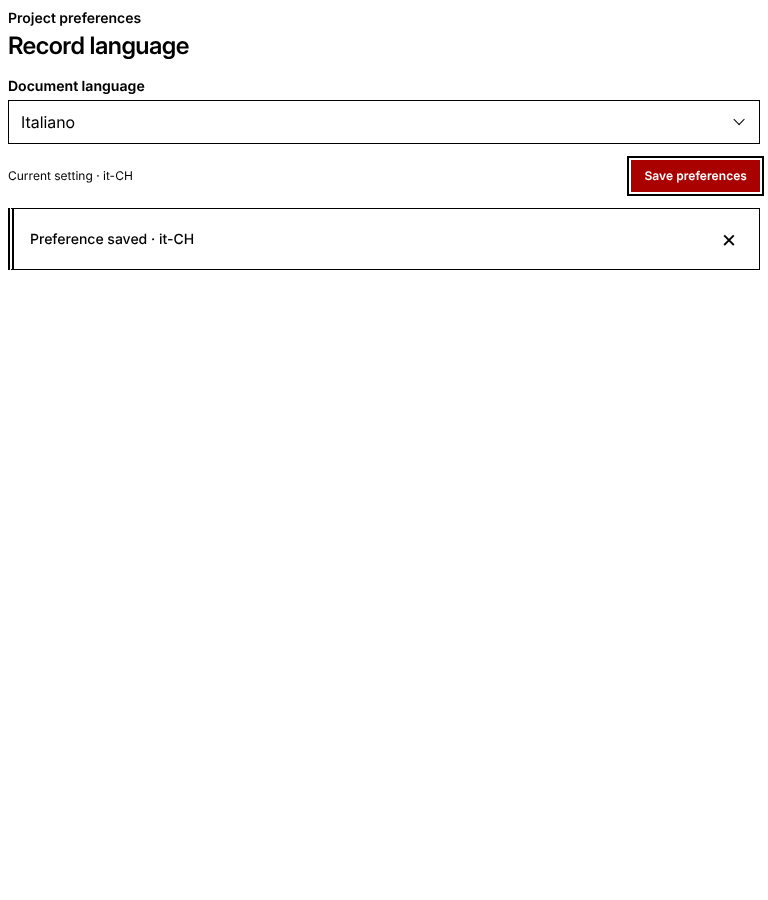 Project preferences
Record language
Document language
Italiano
Current setting · it-CH
Save preferences
Preference saved · it-CH